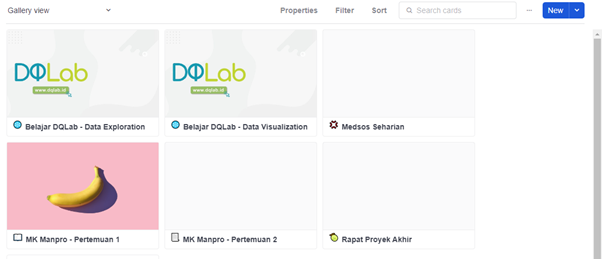 Gallery view
Properties
Filter
Sort
Search cards
New
DQLab
www.dqlab.id
DQLab
www.dqlab.id
Belajar DQLab - Data Exploration
Belajar DQLab - Data Visualization
Medsos Seharian
MK Manpro - Pertemuan 1
MK Manpro - Pertemuan 2
Rapat Proyek Akhir